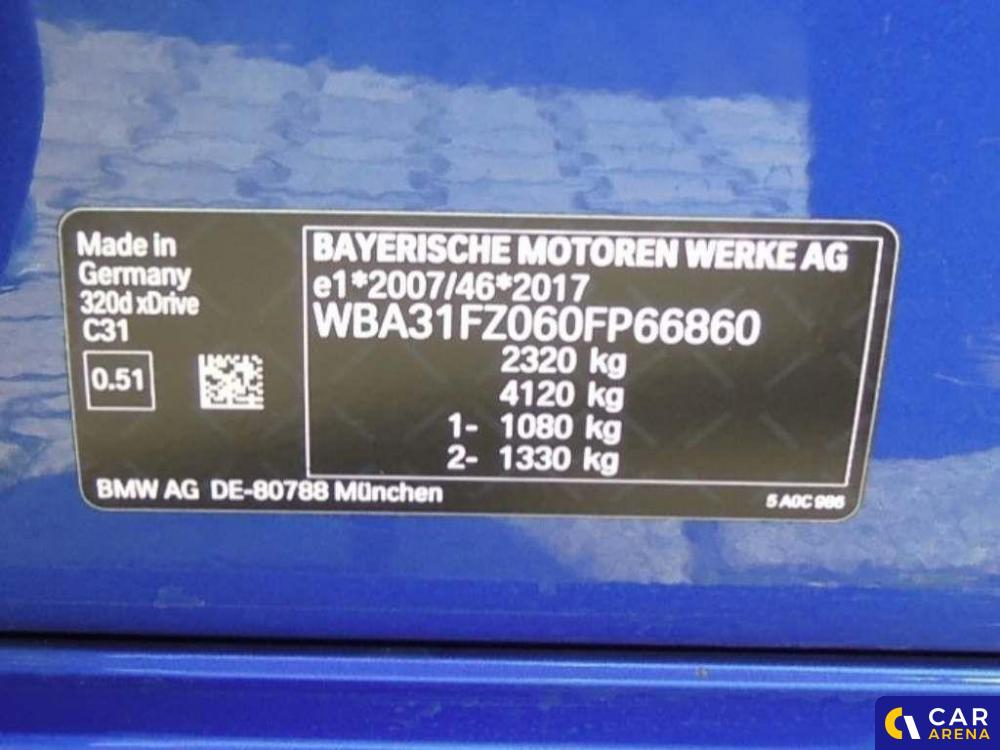 Made in
Germany
320d xDrive
C31
0.51
BAYERISCHE MOTOREN WERKE AG
e1*2007/46*2017
WBA31FZ060FP66860
2320 kg
4120 kg
1- 1080 kg
2- 1330 kg
BMW AG DE-80788 München
5 A0C 986
CAR
ARENA